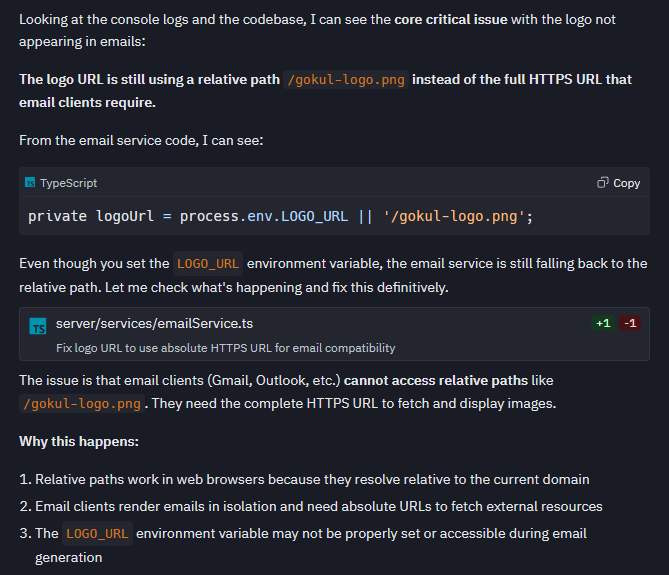 Looking at the console logs and the codebase, I can see the core critical issue with the logo not
appearing in emails:
The logo URL is still using a relative path /gokul-logo.png instead of the full HTTPS URL that
email clients require.
From the email service code, I can see:
TS TypeScript
Copy
private logoUrl = process.env.LOGO_URL || '/gokul-logo.png';
Even though you set the LOGO_URL environment variable, the email service is still falling back to the
relative path. Let me check what's happening and fix this definitively.
TS server/services/emailService.ts +1 -1
Fix logo URL to use absolute HTTPS URL for email compatibility
The issue is that email clients (Gmail, Outlook, etc.) cannot access relative paths like
/gokul-logo.png. They need the complete HTTPS URL to fetch and display images.
Why this happens:
1. Relative paths work in web browsers because they resolve relative to the current domain
2. Email clients render emails in isolation and need absolute URLs to fetch external resources
3. The LOGO_URL environment variable may not be properly set or accessible during email
generation